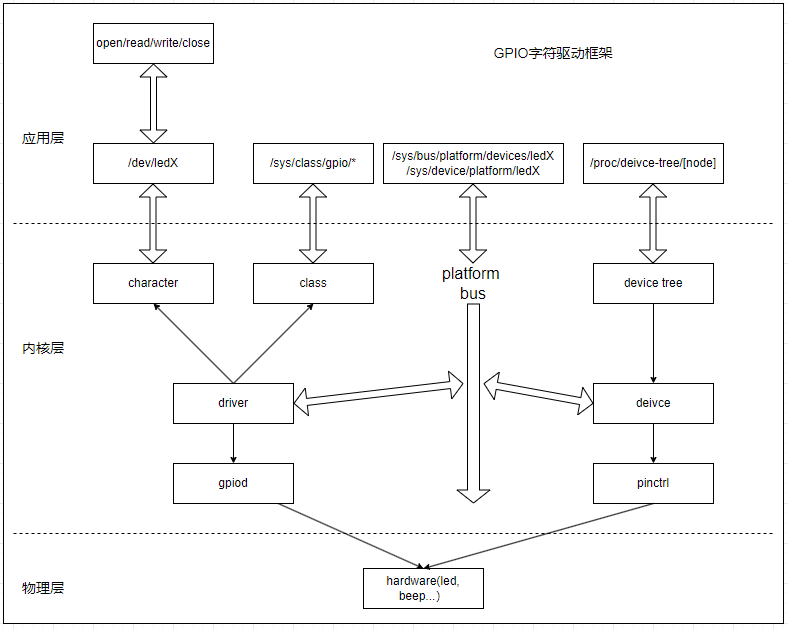 open/read/write/close
GPIO字符驱动框架
应用层
/dev/ledX
/sys/class/gpio/*
/sys/bus/platform/devices/ledX
/sys/device/platform/ledX
/proc/deivce-tree/[node]
character
class
platform
bus
device tree
内核层
driver
deivce
gpiod
pinctrl
物理层
hardware(led,
beep...)